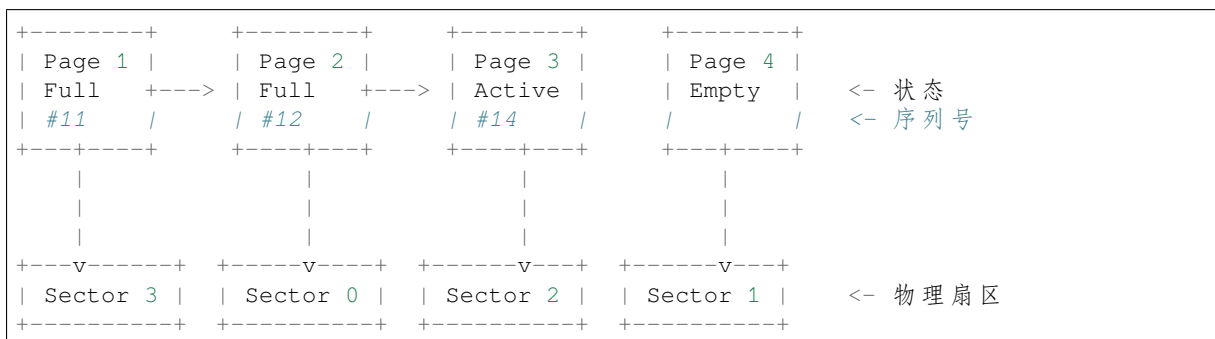 +--------+     +--------+     +--------+     +--------+
| Page 1 |     | Page 2 |     | Page 3 |     | Page 4 |
| Full   +---> | Full   +---> | Active |     | Empty  |   <- 状态
| #11    |     | #12    |     | #14    |     |        |   <- 序列号
+---+----+     +----+---+     +----+---+     +---+----+
    |               |              |             |
    |               |              |             |
    |               |              |             |
+---v------+  +-----v----+  +------v---+  +------v---+
| Sector 3 |  | Sector 0 |  | Sector 2 |  | Sector 1 |    <- 物理扇区
+----------+  +----------+  +----------+  +----------+